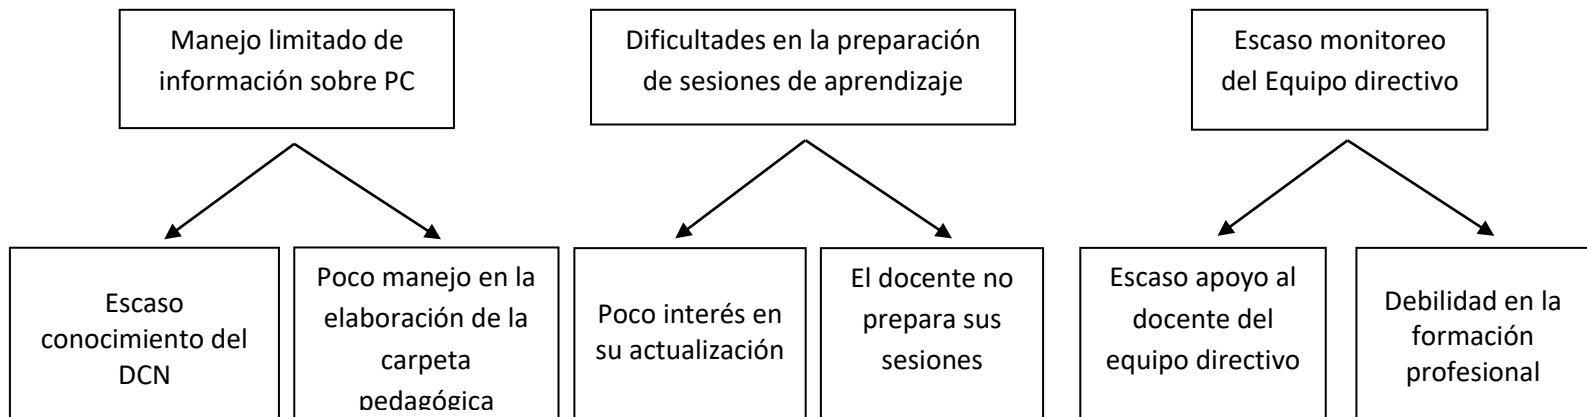 Manejo limitado de
información sobre PC
Dificultades en la preparación
de sesiones de aprendizaje
Escaso monitoreo
del Equipo directivo
Escaso
conocimiento del
DCN
Poco manejo en la
elaboración de la
carpeta
pedagógica
Poco interés en
su actualización
El docente no
prepara sus
sesiones
Escaso apoyo al
docente del
equipo directivo
Debilidad en la
formación
profesional